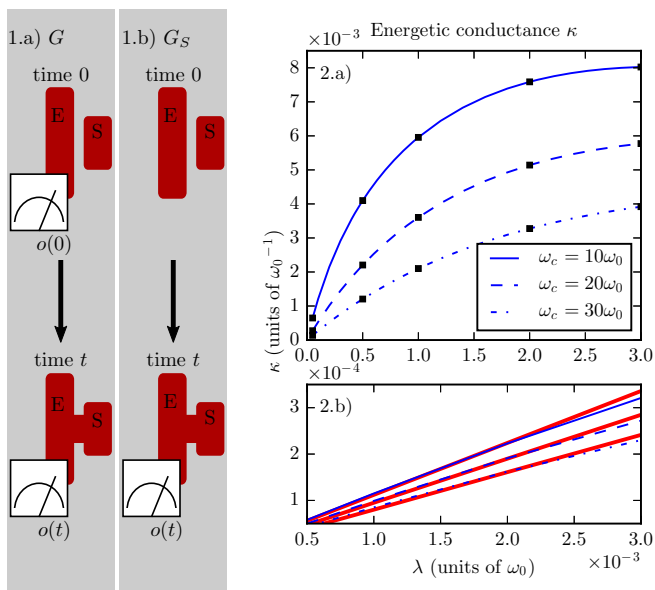 1.a) G
time 0
E
S
o(0)
time t
E
S
o(t)
1.b) G_S
time 0
E
S
time t
E
S
o(t)
Energetic conductance κ
×10⁻³
2.a)
8
7
6
5
4
3
2
1
0
κ (units of ω₀⁻¹)
ω_c = 10ω₀
ω_c = 20ω₀
ω_c = 30ω₀
0.0 0.5 1.0 1.5 2.0 2.5 3.0
×10⁻⁴
2.b)
3
2
1
0.5 1.0 1.5 2.0 2.5 3.0
λ (units of ω₀)
×10⁻³